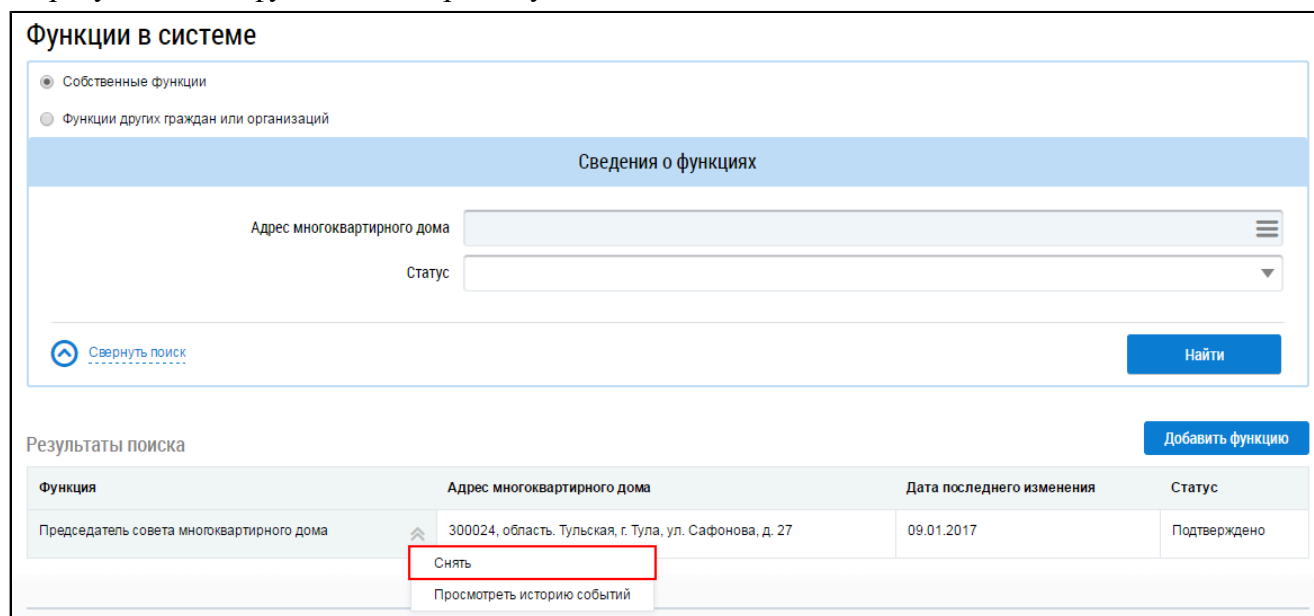 Функции в системе
Собственные функции
Функции других граждан или организаций
Сведения о функциях
Адрес многоквартирного дома
Статус
Свернуть поиск
Найти
Результаты поиска
Добавить функцию
Функция Адрес многоквартирного дома Дата последнего изменения Статус
Председатель совета многоквартирного дома 300024, область. Тульская, г. Тула, ул. Сафонова, д. 27 09.01.2017 Подтверждено
Снять
Просмотреть историю событий